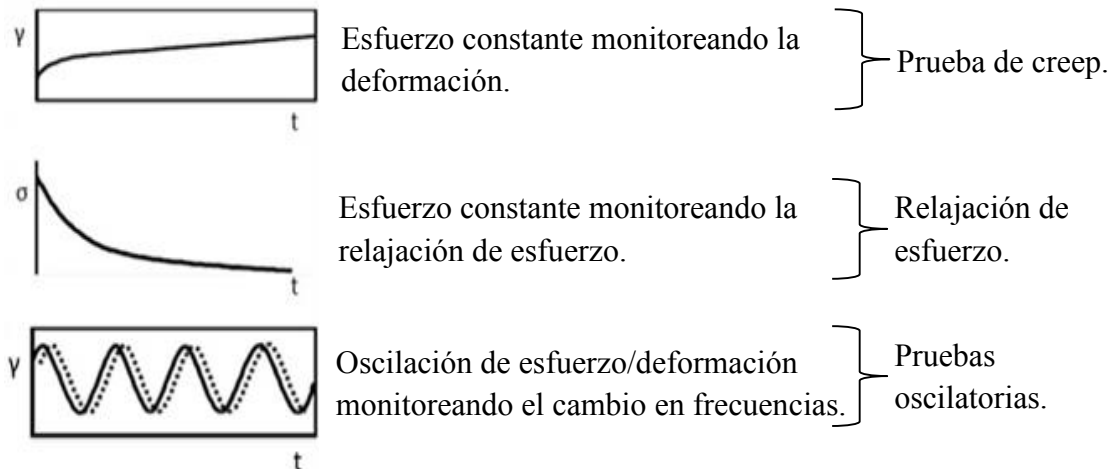 γ
Esfuerzo constante monitoreando la
deformación.
Prueba de creep.
t
σ
Esfuerzo constante monitoreando la
relajación de esfuerzo.
Relajación de
esfuerzo.
t
γ
Oscilación de esfuerzo/deformación
monitoreando el cambio en frecuencias.
Pruebas
oscilatorias.
t